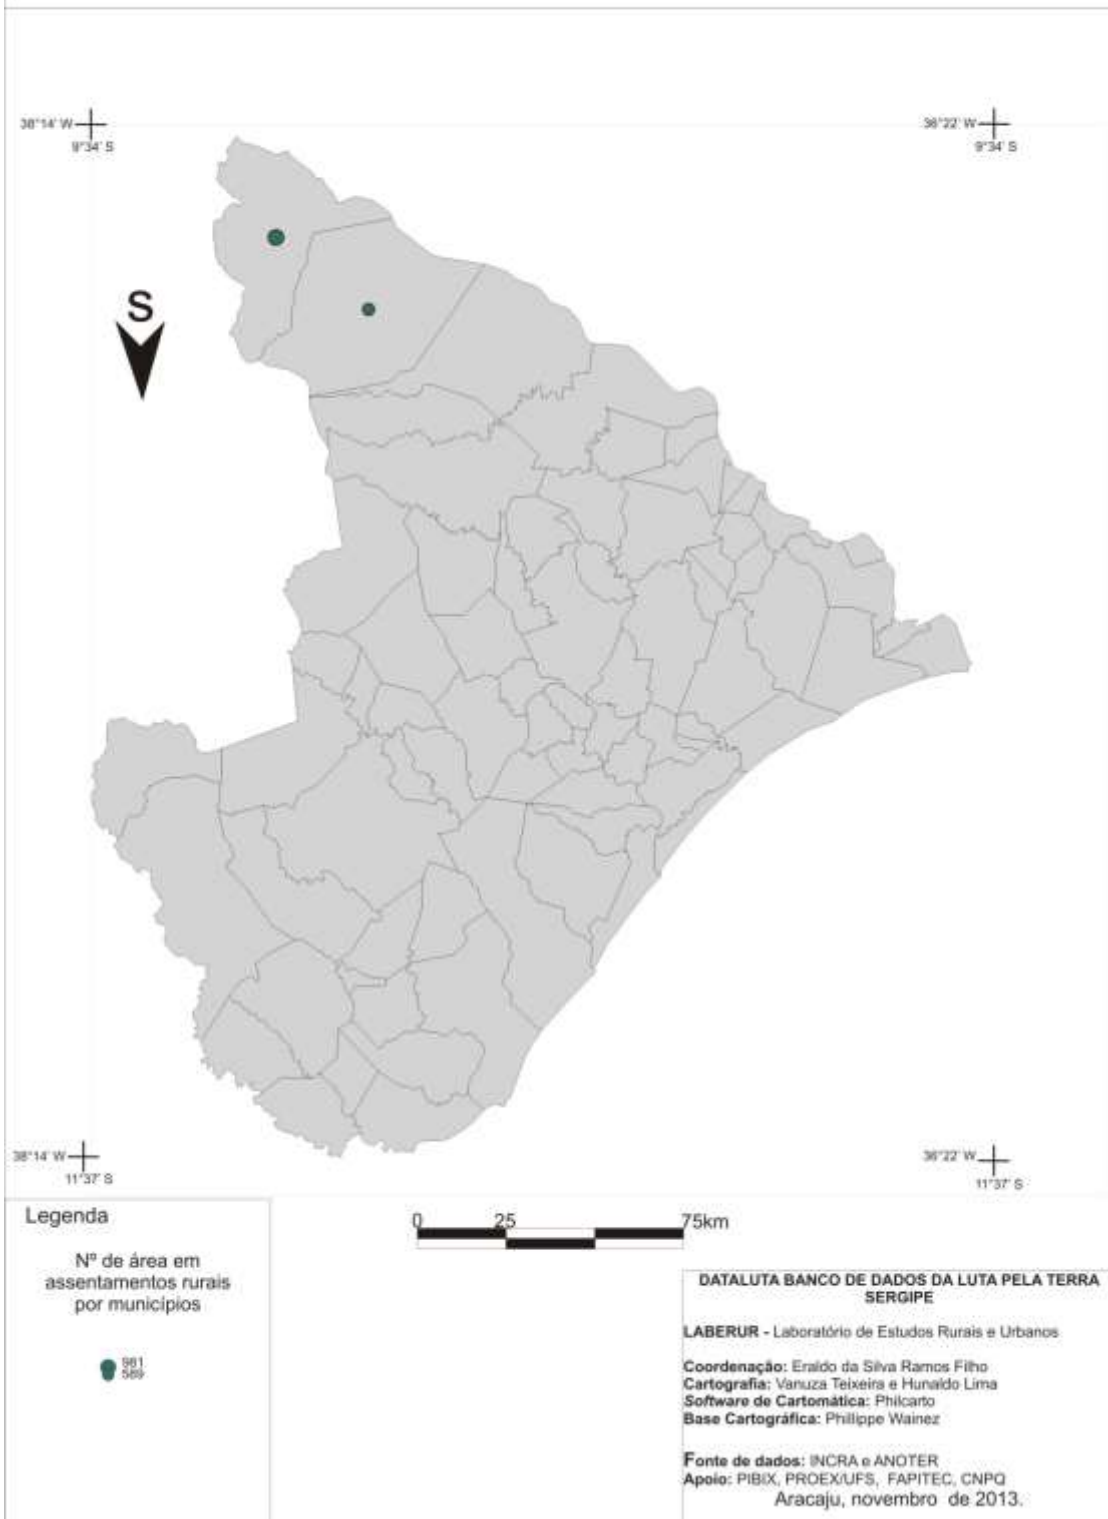 38°14' W
9°34' S
36°22' W
9°34' S
S
38°14' W
11°37' S
36°22' W
11°37' S
Legenda
Nº de área em
assentamentos rurais
por municípios
981
589
0 25 75km
DATALUTA BANCO DE DADOS DA LUTA PELA TERRA
SERGIPE
LABERUR - Laboratório de Estudos Rurais e Urbanos
Coordenação: Eraldo da Silva Ramos Filho
Cartografia: Vanuza Teixeira e Hunaldo Lima
Software de Cartomática: Philcarto
Base Cartográfica: Phillippe Wainez
Fonte de dados: INCRA e ANOTER
Apoio: PIBIX, PROEX/UFS, FAPITEC, CNPQ
Aracaju, novembro de 2013.